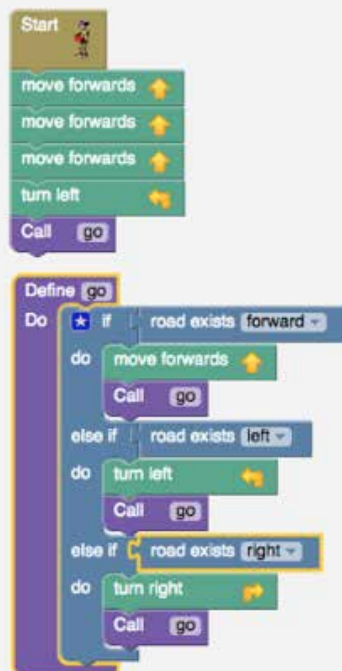 Start
move forwards
move forwards
move forwards
turn left
Call go
Define go
Do if road exists forward
do move forwards
Call go
else if road exists left
do turn left
Call go
else if road exists right
do turn right
Call go